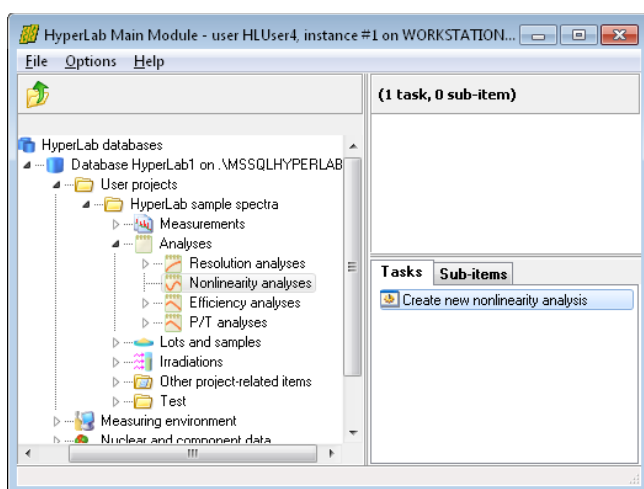 HyperLab Main Module - user HLUser4, instance #1 on WORKSTATION...
File Options Help
(1 task, 0 sub-item)
HyperLab databases
Database HyperLab1 on .\MSSQLHYPERLAB
User projects
HyperLab sample spectra
Measurements
Analyses
Resolution analyses
Nonlinearity analyses
Efficiency analyses
P/T analyses
Lots and samples
Irradiations
Other project-related items
Test
Measuring environment
Nuclear and component data
Tasks Sub-items
Create new nonlinearity analysis